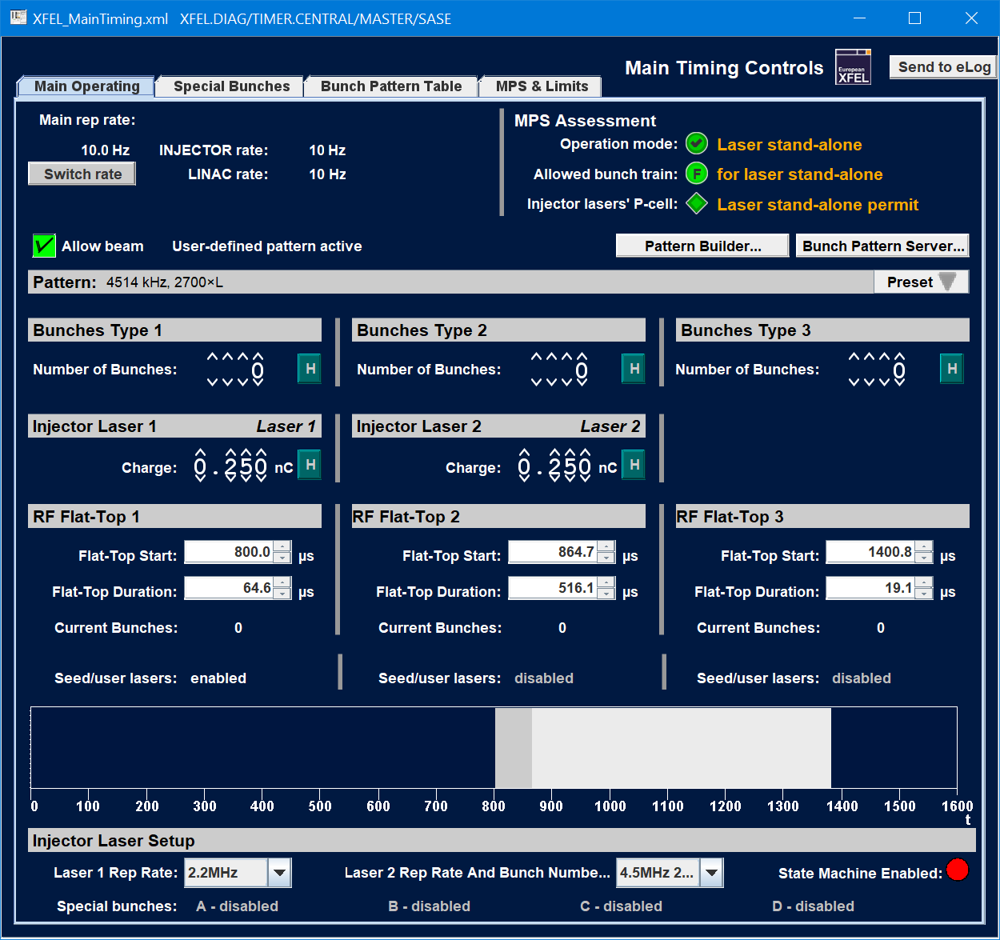 XFEL_MainTiming.xml XFEL.DIAG/TIMER.CENTRAL/MASTER/SASE
Main Timing Controls
European XFEL
Send to eLog
Main Operating Special Bunches Bunch Pattern Table MPS & Limits
Main rep rate:
10.0 Hz INJECTOR rate: 10 Hz
Switch rate LINAC rate: 10 Hz
MPS Assessment
Operation mode: Laser stand-alone
Allowed bunch train: F for laser stand-alone
Injector lasers' P-cell: Laser stand-alone permit
Allow beam User-defined pattern active Pattern Builder... Bunch Pattern Server...
Pattern: 4514 kHz, 2700×L Preset
Bunches Type 1 Bunches Type 2 Bunches Type 3
Number of Bunches: 0 H Number of Bunches: 0 H Number of Bunches: 0 H
Injector Laser 1 Laser 1 Injector Laser 2 Laser 2
Charge: 0.250 nC H Charge: 0.250 nC H
RF Flat-Top 1 RF Flat-Top 2 RF Flat-Top 3
Flat-Top Start: 800.0 µs Flat-Top Start: 864.7 µs Flat-Top Start: 1400.8 µs
Flat-Top Duration: 64.6 µs Flat-Top Duration: 516.1 µs Flat-Top Duration: 19.1 µs
Current Bunches: 0 Current Bunches: 0 Current Bunches: 0
Seed/user lasers: enabled Seed/user lasers: disabled Seed/user lasers: disabled
0 100 200 300 400 500 600 700 800 900 1000 1100 1200 1300 1400 1500 1600
t
Injector Laser Setup
Laser 1 Rep Rate: 2.2MHz Laser 2 Rep Rate And Bunch Numbe... 4.5MHz 2... State Machine Enabled:
Special bunches: A - disabled B - disabled C - disabled D - disabled